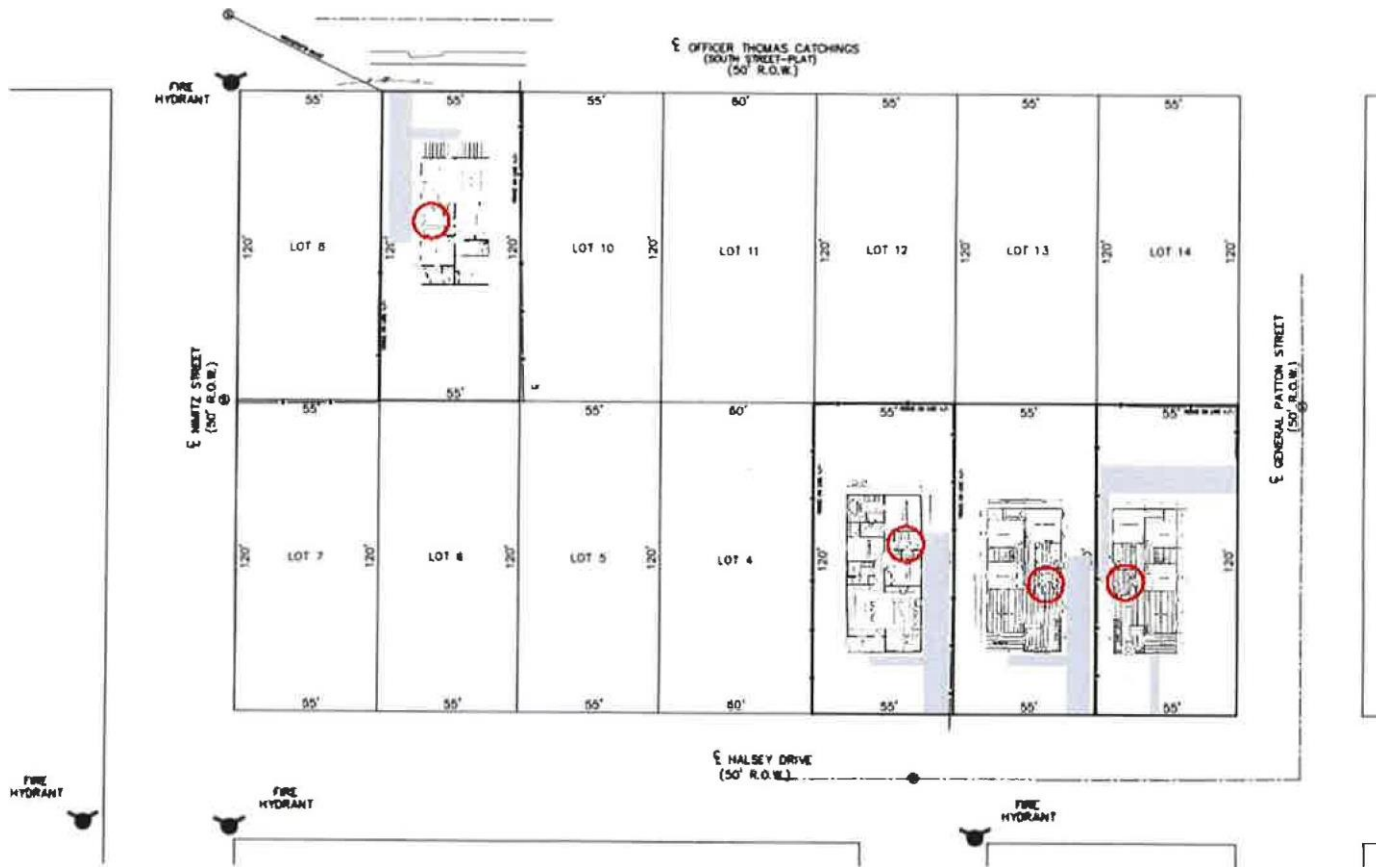 ℄ OFFICER THOMAS CATCHINGS
(SOUTH STREET-PLAT)
(50' R.O.W.)
FIRE
HYDRANT
55'
55'
55'
60'
55'
55'
55'
120'
LOT 8
120'
120'
LOT 10
120'
LOT 11
120'
LOT 12
120'
LOT 13
120'
LOT 14
120'
℄ NIMITZ STREET
(50' R.O.W.)
℄ GENERAL PATTON STREET
(50' R.O.W.)
55'
55'
55'
60'
55'
55'
55'
120'
LOT 7
120'
LOT 6
120'
LOT 5
120'
LOT 4
120'
120'
55'
55'
55'
60'
55'
55'
55'
℄ HALSEY DRIVE
(50' R.O.W.)
FIRE
HYDRANT
FIRE
HYDRANT
FIRE
HYDRANT